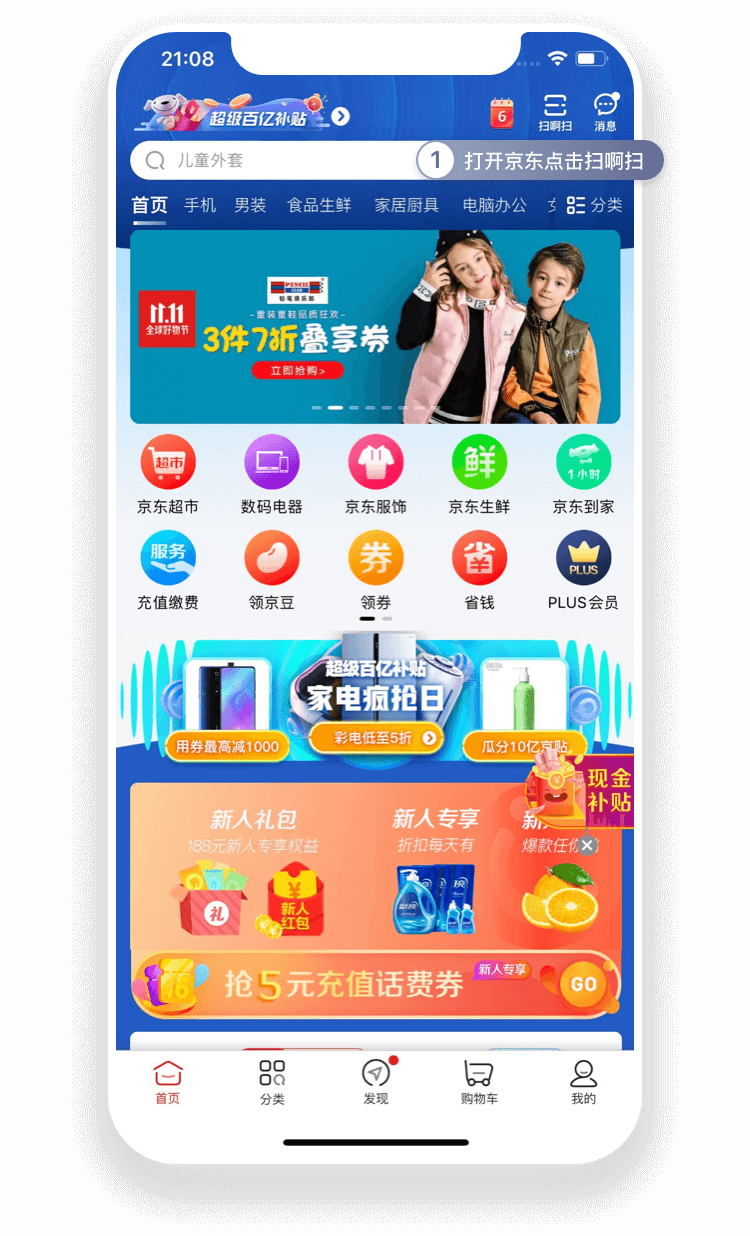 21:08
超级百亿补贴
6
扫啊扫
消息
儿童外套
1 打开京东点击扫啊扫
首页 手机 男装 食品生鲜 家居厨具 电脑办公 分类
PENCIL CLUB
铅笔俱乐部
11.11
全球好物节
-童装童鞋品质狂欢-
3件7折叠享券
立即抢购>
超市
鲜
1小时
京东超市 数码电器 京东服饰 京东生鲜 京东到家
服务
券
省
PLUS
充值缴费 领京豆 领券 省钱 PLUS会员
超级百亿补贴
家电疯抢日
用券最高减1000
彩电低至5折
瓜分10亿京贴
现金
补贴
新人礼包 新人专享
188元新人专享权益 折扣每天有 爆款任你
礼
新人
红包
抢5元充值话费券
新人专享
GO
首页 分类 发现 购物车 我的